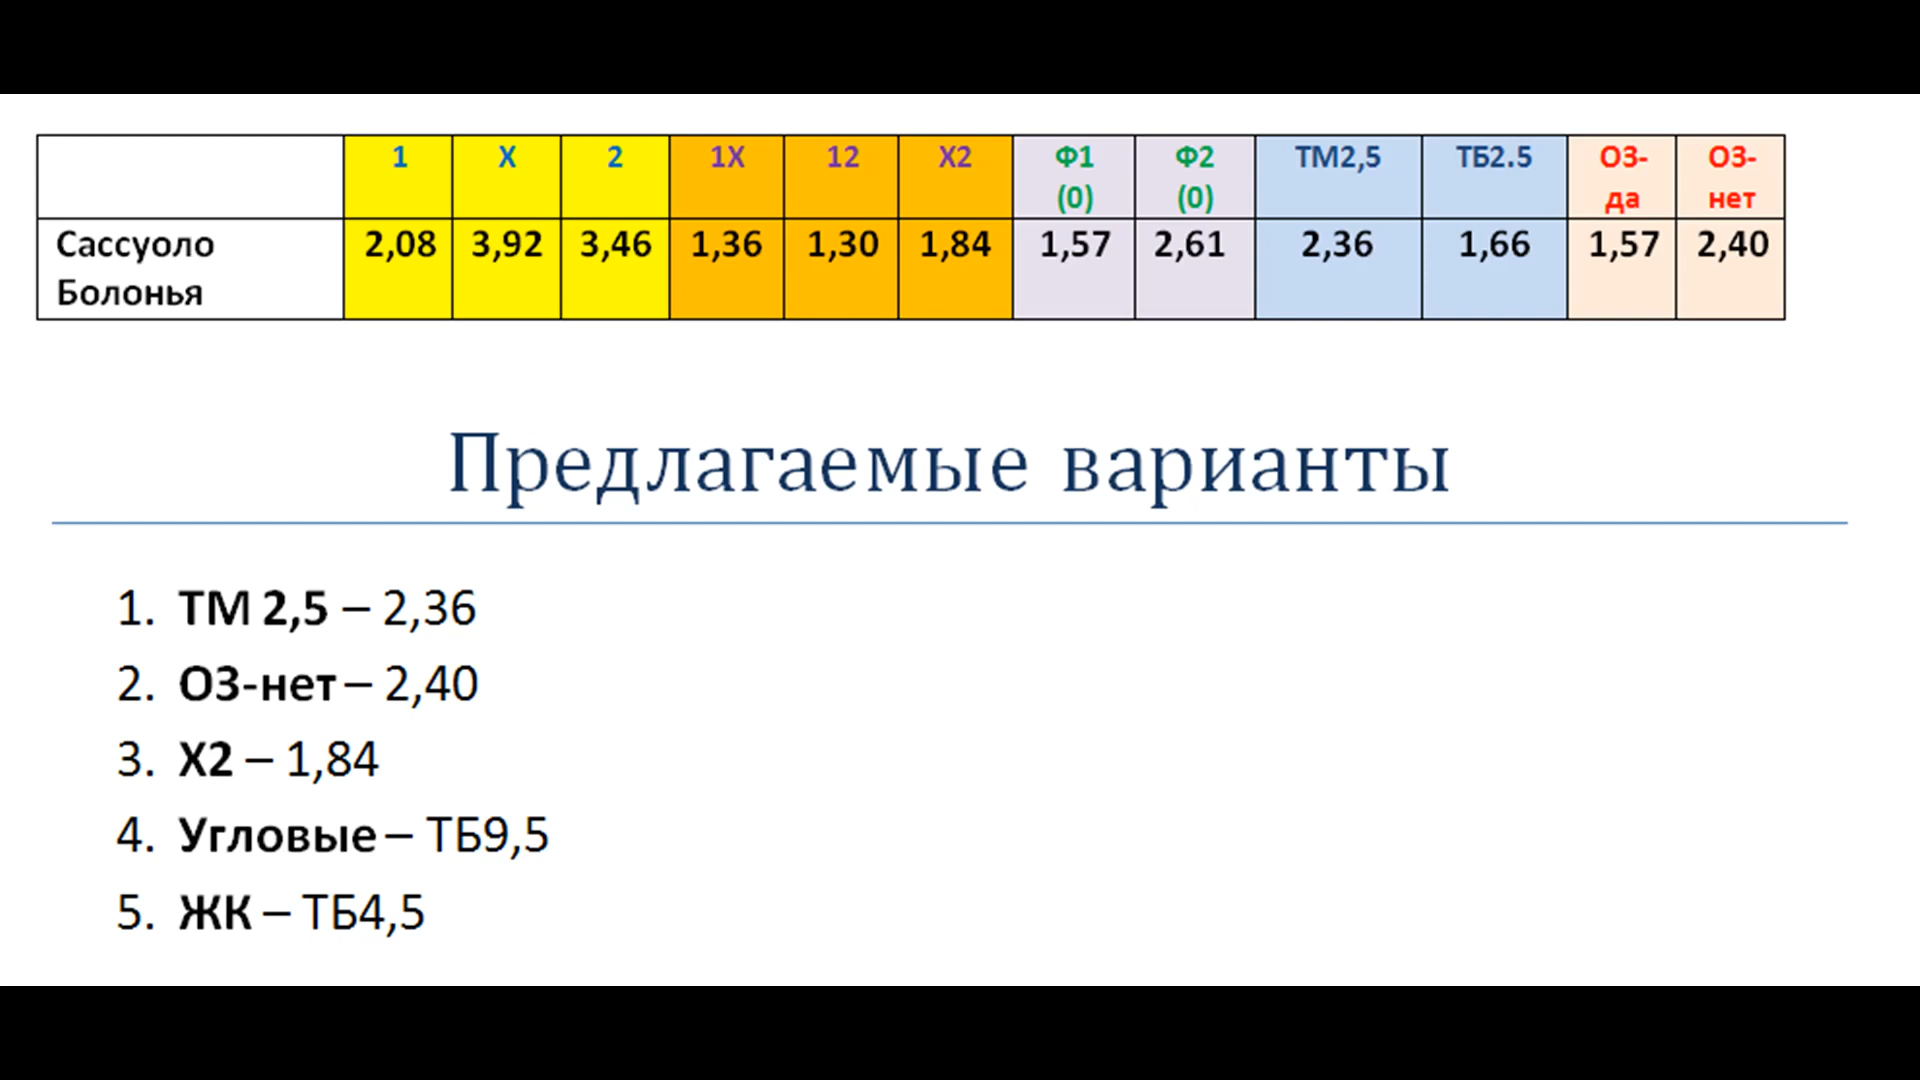 1 X 2 1X 12 X2 Ф1 (0) Ф2 (0) ТМ2,5 ТБ2.5 ОЗ-да ОЗ-нет
Сассуоло 2,08 3,92 3,46 1,36 1,30 1,84 1,57 2,61 2,36 1,66 1,57 2,40
Болонья
Предлагаемые варианты
1. ТМ 2,5 – 2,36
2. ОЗ-нет – 2,40
3. Х2 – 1,84
4. Угловые – ТБ9,5
5. ЖК – ТБ4,5